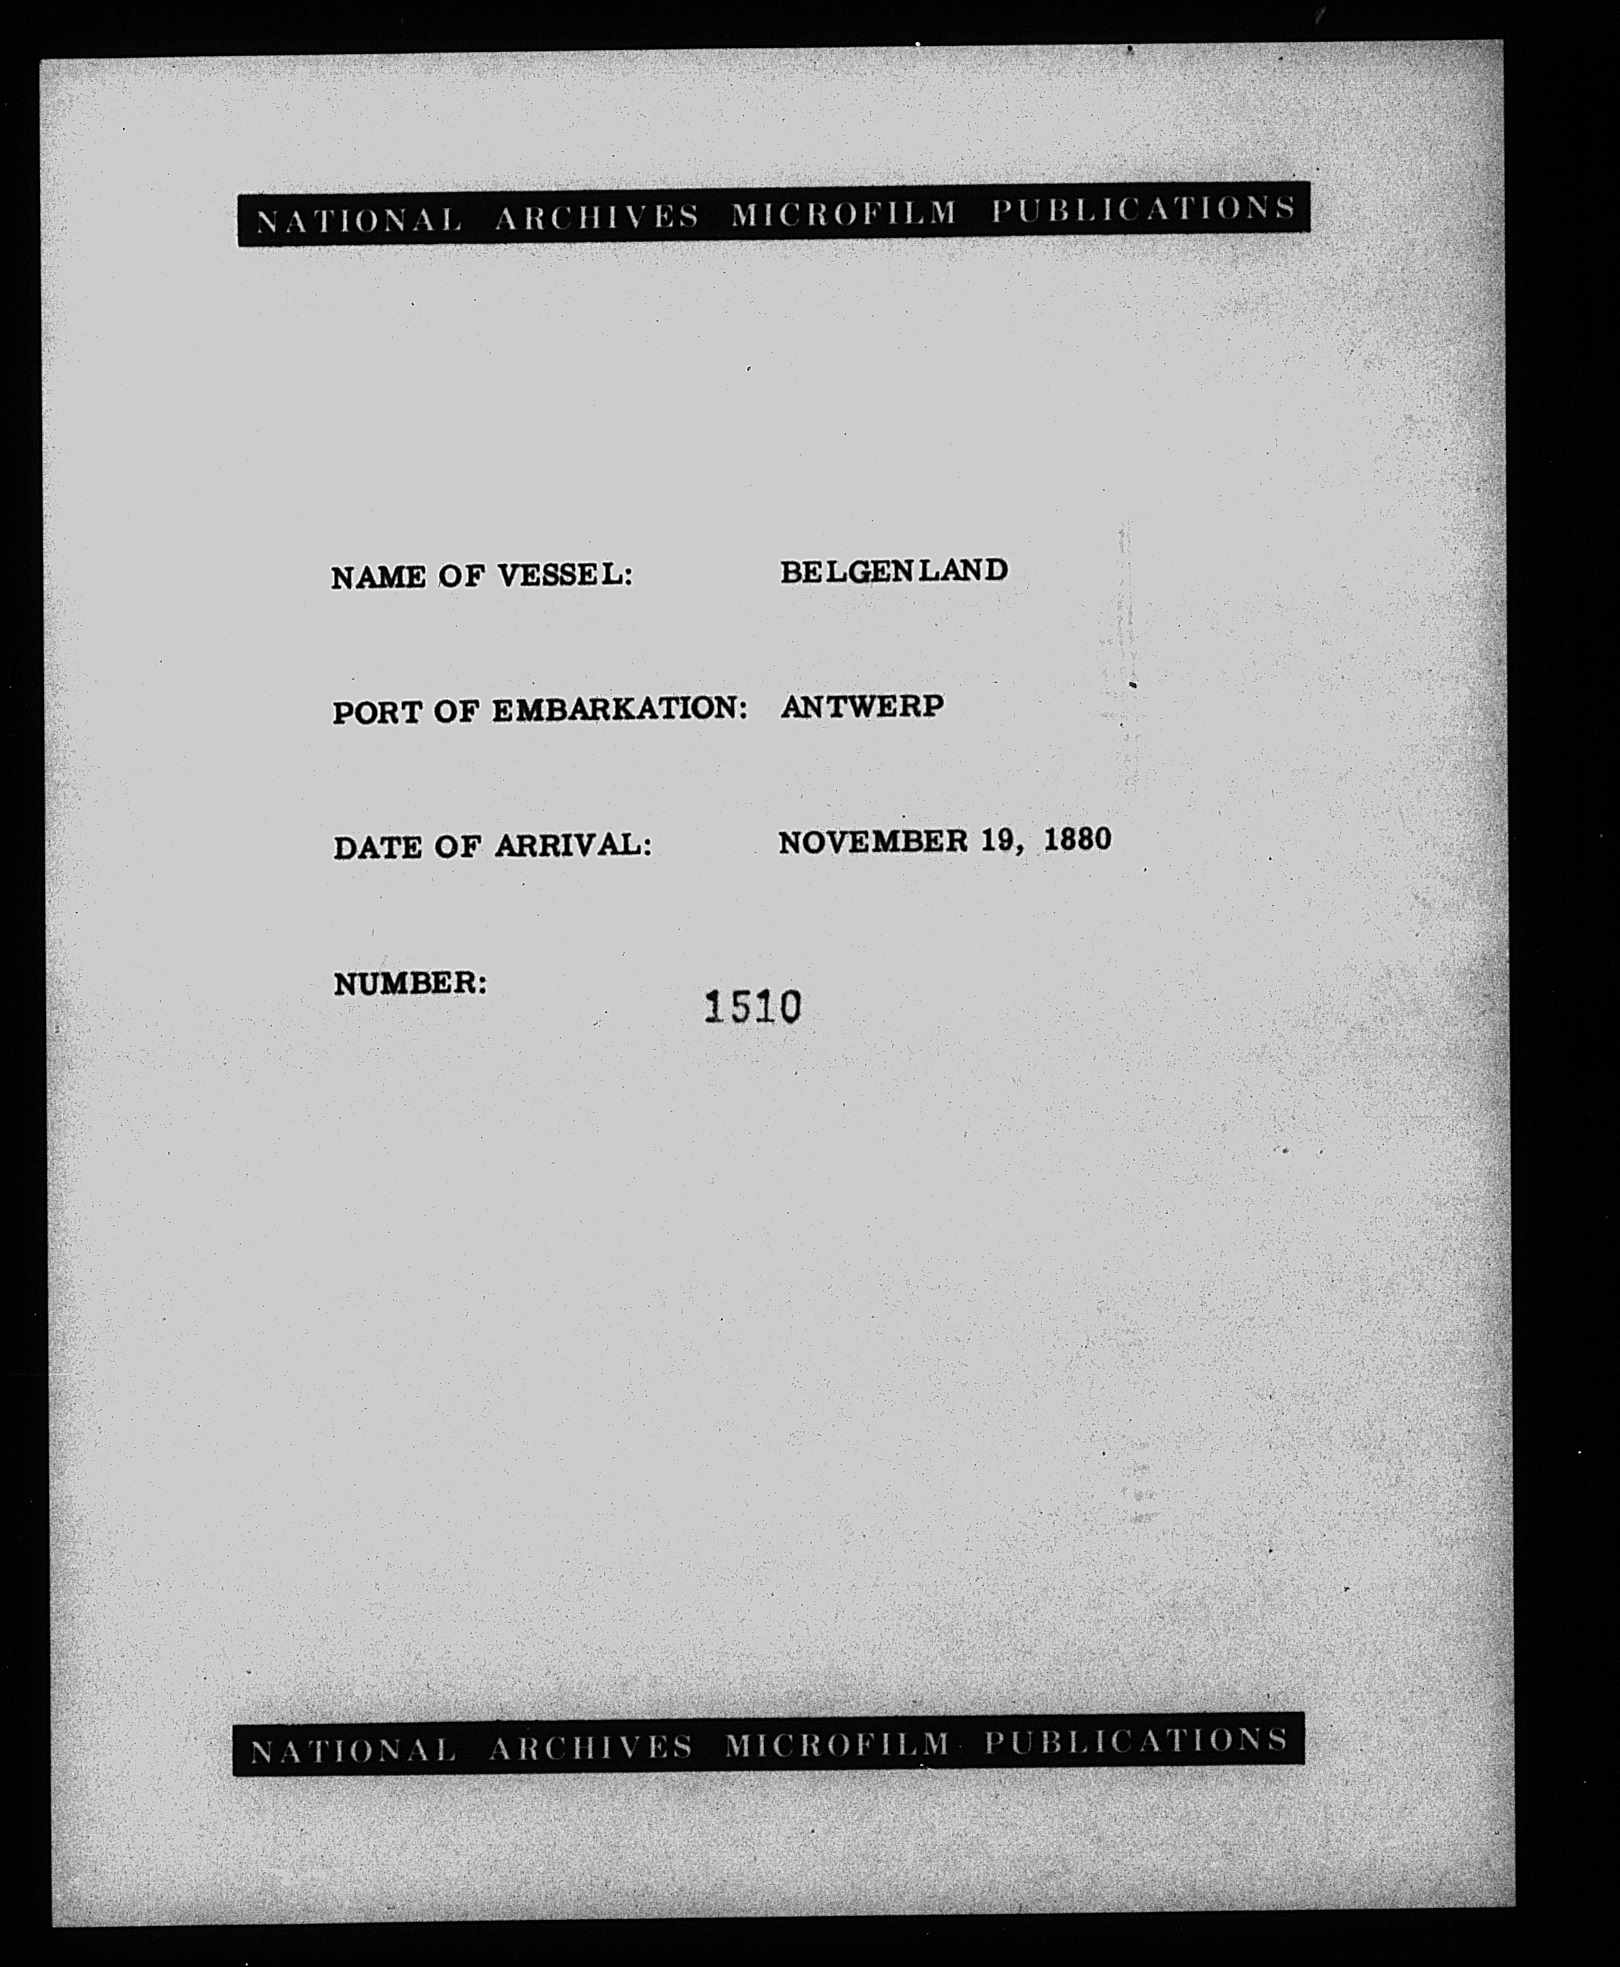 NATIONAL ARCHIVES MICROFILM PUBLICATIONS
NAME OF VESSEL: BELGENLAND
PORT OF EMBARKATION: ANTWERP
DATE OF ARRIVAL: NOVEMBER 19, 1880
NUMBER: 1510
NATIONAL ARCHIVES MICROFILM PUBLICATIONS